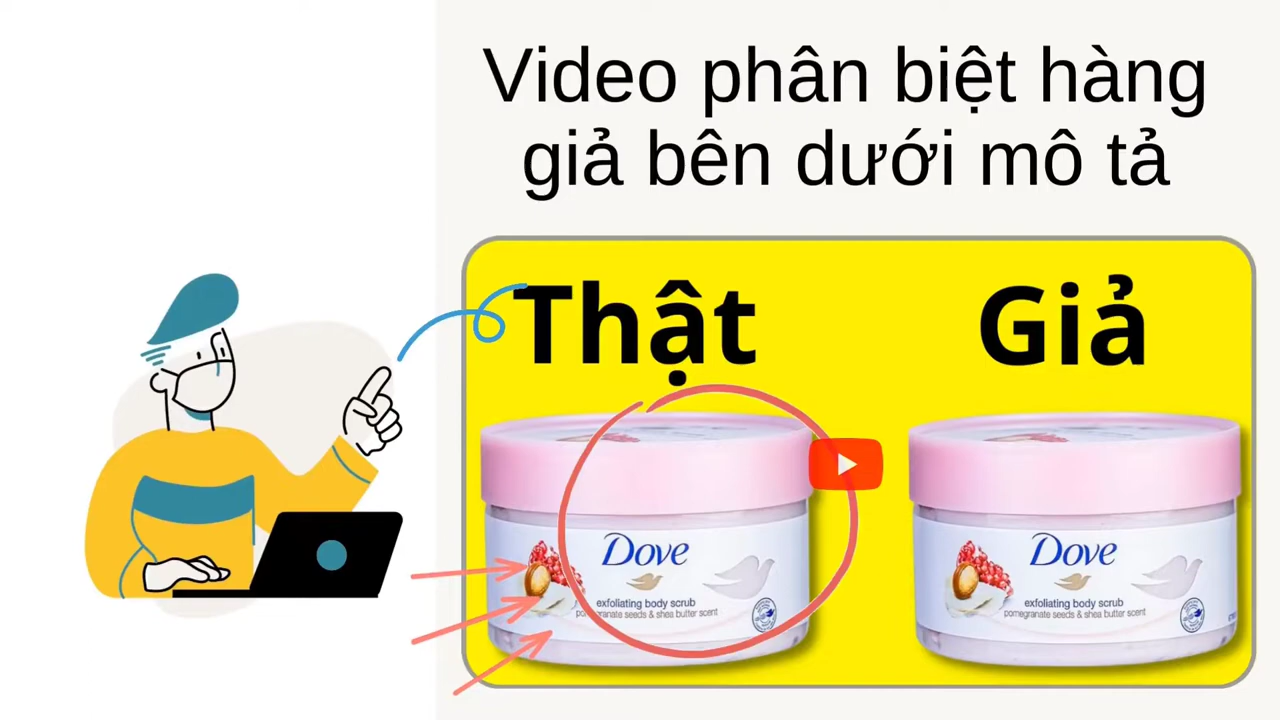 Video phân biệt hàng
giả bên dưới mô tả
Thật
Giả
Dove
exfoliating body scrub
pomegranate seeds & shea butter scent
Dove
exfoliating body scrub
pomegranate seeds & shea butter scent